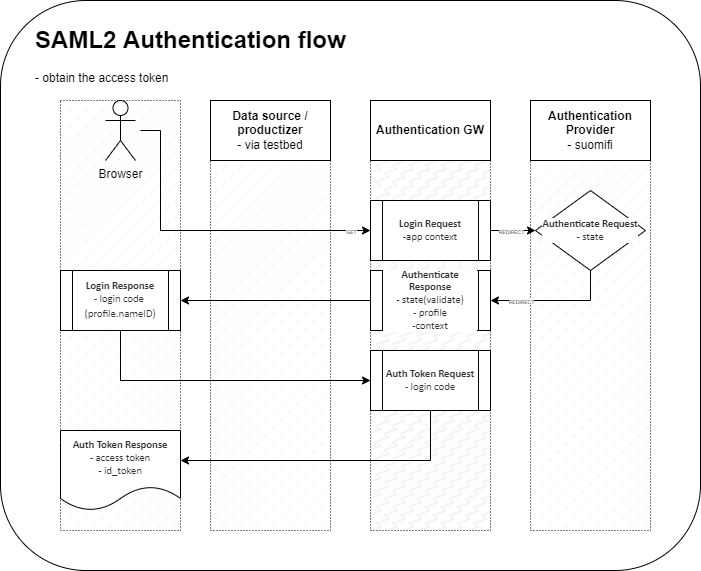 SAML2 Authentication flow
- obtain the access token
Browser
Data source /
productizer
- via testbed
Authentication GW
Authentication
Provider
- suomifi
GET
Login Request
-app context
REDIRECT
Authenticate Request
- state
Login Response
- login code
(profile.nameID)
Authenticate
Response
- state(validate)
- profile
-context
REDIRECT
Auth Token Request
- login code
Auth Token Response
- access token
- id_token